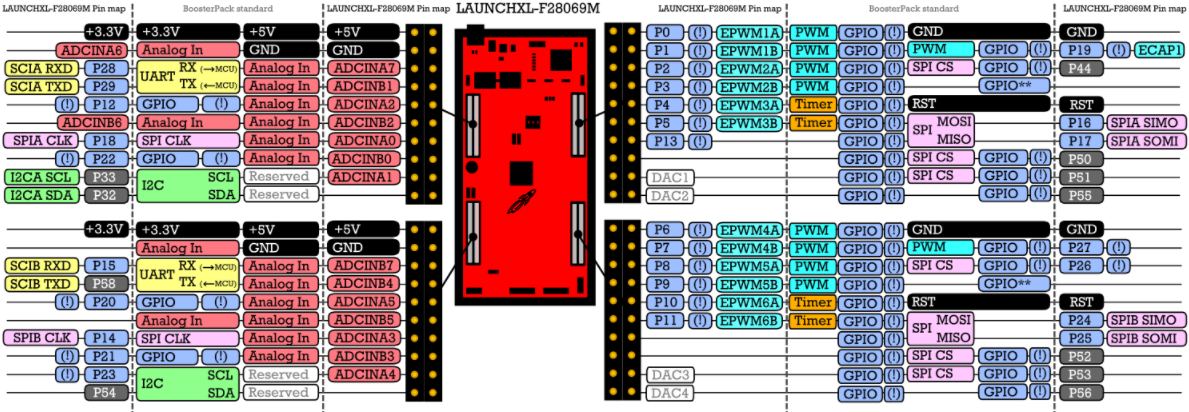 LAUNCHXL-F28069M Pin map BoosterPack standard LAUNCHXL-F28069M Pin map LAUNCHXL-F28069M LAUNCHXL-F28069M Pin map BoosterPack standard LAUNCHXL-F28069M Pin map
+3.3V +3.3V +5V +5V P0 (!) EPWM1A PWM GPIO (!) GND GND
ADCINA6 Analog In GND GND P1 (!) EPWM1B PWM GPIO (!) PWM GPIO (!) P19 (!) ECAP1
SCIA RXD P28 UART RX (→MCU) Analog In ADCINA7 P2 (!) EPWM2A PWM GPIO (!) SPI CS GPIO (!) P44
SCIA TXD P29 TX (←MCU) Analog In ADCINB1 P3 (!) EPWM2B PWM GPIO (!) GPIO**
(!) P12 GPIO (!) Analog In ADCINA2 P4 (!) EPWM3A Timer GPIO (!) RST RST
ADCINB6 Analog In Analog In ADCINB2 P5 (!) EPWM3B Timer GPIO (!) SPI MOSI P16 SPIA SIMO
SPIA CLK P18 SPI CLK Analog In ADCINA0 P13 (!) GPIO (!) MISO P17 SPIA SOMI
(!) P22 GPIO (!) Analog In ADCINB0 GPIO (!) SPI CS GPIO (!) P50
I2CA SCL P33 I2C SCL Reserved ADCINA1 DAC1 GPIO (!) SPI CS GPIO (!) P51
I2CA SDA P32 SDA Reserved DAC2 GPIO (!) GPIO (!) P55
+3.3V +3.3V +5V +5V P6 (!) EPWM4A PWM GPIO (!) GND GND
Analog In GND GND P7 (!) EPWM4B PWM GPIO (!) PWM GPIO (!) P27 (!)
SCIB RXD P15 UART RX (→MCU) Analog In ADCINB7 P8 (!) EPWM5A PWM GPIO (!) SPI CS GPIO (!) P26 (!)
SCIB TXD P58 TX (←MCU) Analog In ADCINB4 P9 (!) EPWM5B PWM GPIO (!) GPIO**
(!) P20 GPIO (!) Analog In ADCINA5 P10 (!) EPWM6A Timer GPIO (!) RST RST
Analog In Analog In ADCINB5 P11 (!) EPWM6B Timer GPIO (!) SPI MOSI P24 SPIB SIMO
SPIB CLK P14 SPI CLK Analog In ADCINA3 GPIO (!) MISO P25 SPIB SOMI
(!) P21 GPIO (!) Analog In ADCINB3 GPIO (!) SPI CS GPIO (!) P52
(!) P23 I2C SCL Reserved ADCINA4 DAC3 GPIO (!) SPI CS GPIO (!) P53
P54 SDA Reserved DAC4 GPIO (!) GPIO (!) P56